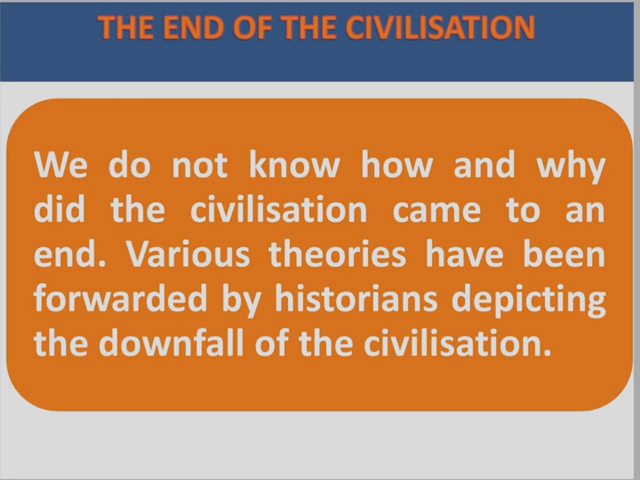 THE END OF THE CIVILISATION
We do not know how and why
did the civilisation came to an
end. Various theories have been
forwarded by historians depicting
the downfall of the civilisation.